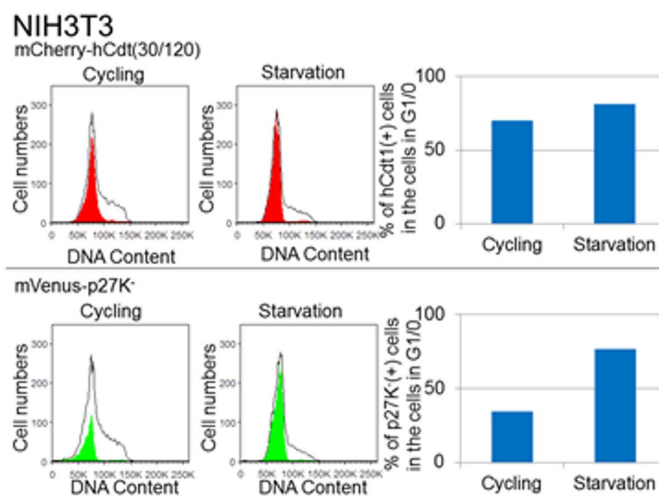 NIH3T3
mCherry-hCdt(30/120)
Cycling
Starvation
Cell numbers
300
200
100
0
0 50K 100K 150K 200K 250K
DNA Content
Cell numbers
300
200
100
0
0 50K 100K 150K 200K 250K
DNA Content
% of hCdt1(+) cells
in the cells in G1/0
100
50
0
Cycling Starvation
mVenus-p27K-
Cycling
Starvation
Cell numbers
300
200
100
0
0 50K 100K 150K 200K 250K
DNA Content
Cell numbers
300
200
100
0
0 50K 100K 150K 200K 250K
DNA Content
% of p27K-(+) cells
in the cells in G1/0
100
50
0
Cycling Starvation